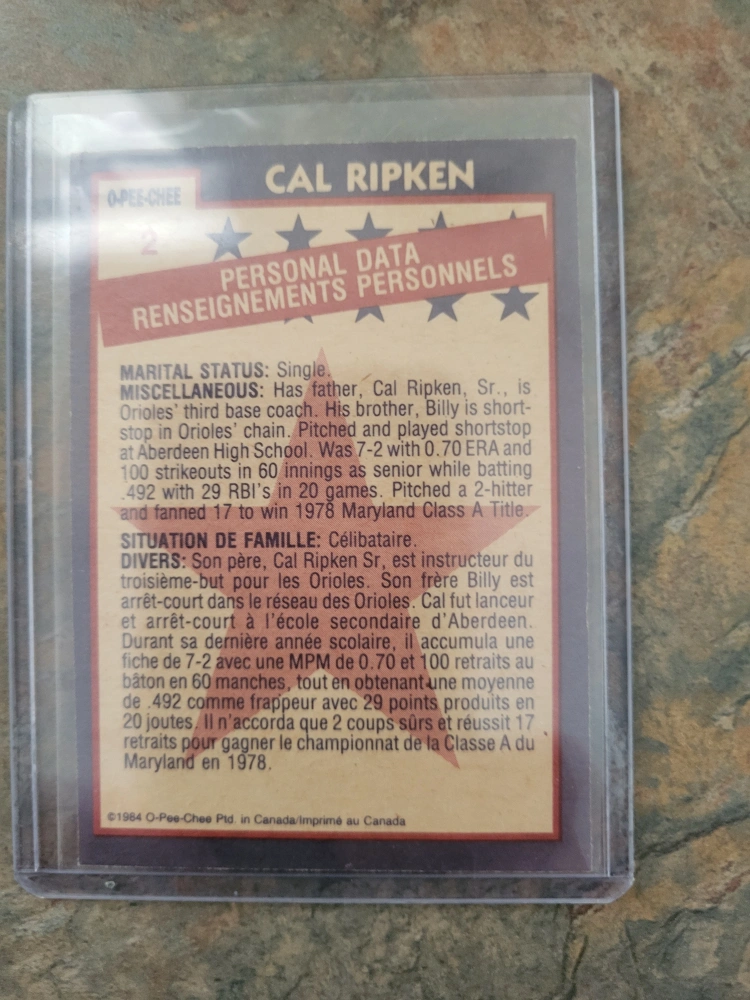 CAL RIPKEN
O-PEE-CHEE
2
PERSONAL DATA
RENSEIGNEMENTS PERSONNELS
MARITAL STATUS: Single.
MISCELLANEOUS: Has father, Cal Ripken, Sr., is
Orioles' third base coach. His brother, Billy is short-
stop in Orioles' chain. Pitched and played shortstop
at Aberdeen High School. Was 7-2 with 0.70 ERA and
100 strikeouts in 60 innings as senior while batting
.492 with 29 RBI's in 20 games. Pitched a 2-hitter
and fanned 17 to win 1978 Maryland Class A Title.
SITUATION DE FAMILLE: Célibataire.
DIVERS: Son père, Cal Ripken Sr, est instructeur du
troisième-but pour les Orioles. Son frère Billy est
arrêt-court dans le réseau des Orioles. Cal fut lanceur
et arrêt-court à l'école secondaire d'Aberdeen.
Durant sa dernière année scolaire, il accumula une
fiche de 7-2 avec une MPM de 0.70 et 100 retraits au
bâton en 60 manches, tout en obtenant une moyenne
de .492 comme frappeur avec 29 points produits en
20 joutes. Il n'accorda que 2 coups sûrs et réussit 17
retraits pour gagner le championnat de la Classe A du
Maryland en 1978.
©1984 O-Pee-Chee Ptd. in Canada/Imprimé au Canada